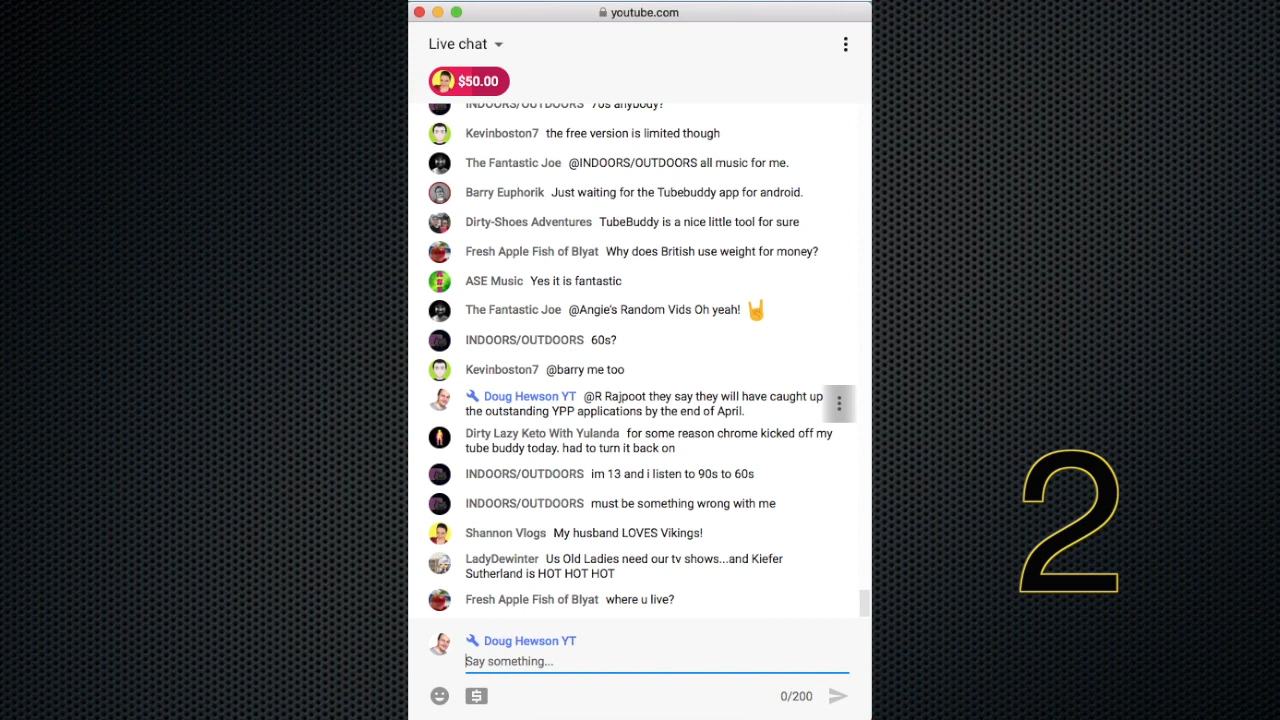 youtube.com
Live chat
$50.00
INDOORS/OUTDOORS 70s anybody?
Kevinboston7 the free version is limited though
The Fantastic Joe @INDOORS/OUTDOORS all music for me.
Barry Euphorik Just waiting for the Tubebuddy app for android.
Dirty-Shoes Adventures TubeBuddy is a nice little tool for sure
Fresh Apple Fish of Blyat Why does British use weight for money?
ASE Music Yes it is fantastic
The Fantastic Joe @Angie's Random Vids Oh yeah! 🤘
INDOORS/OUTDOORS 60s?
Kevinboston7 @barry me too
Doug Hewson YT @R Rajpoot they say they will have caught up
the outstanding YPP applications by the end of April.
Dirty Lazy Keto With Yulanda for some reason chrome kicked off my
tube buddy today. had to turn it back on
INDOORS/OUTDOORS im 13 and i listen to 90s to 60s
INDOORS/OUTDOORS must be something wrong with me
Shannon Vlogs My husband LOVES Vikings!
LadyDewinter Us Old Ladies need our tv shows...and Kiefer
Sutherland is HOT HOT HOT
Fresh Apple Fish of Blyat where u live?
Doug Hewson YT
Say something...
0/200
2